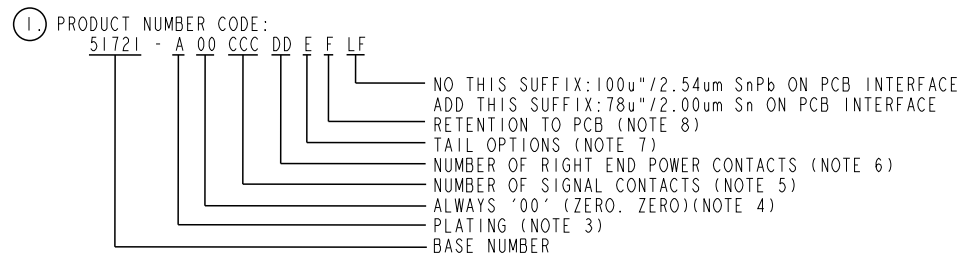 1. PRODUCT NUMBER CODE:
51721 - A 00 CCC DD E F LF
NO THIS SUFFIX:100u"/2.54um SnPb ON PCB INTERFACE
ADD THIS SUFFIX:78u"/2.00um Sn ON PCB INTERFACE
RETENTION TO PCB (NOTE 8)
TAIL OPTIONS (NOTE 7)
NUMBER OF RIGHT END POWER CONTACTS (NOTE 6)
NUMBER OF SIGNAL CONTACTS (NOTE 5)
ALWAYS '00' (ZERO. ZERO)(NOTE 4)
PLATING (NOTE 3)
BASE NUMBER